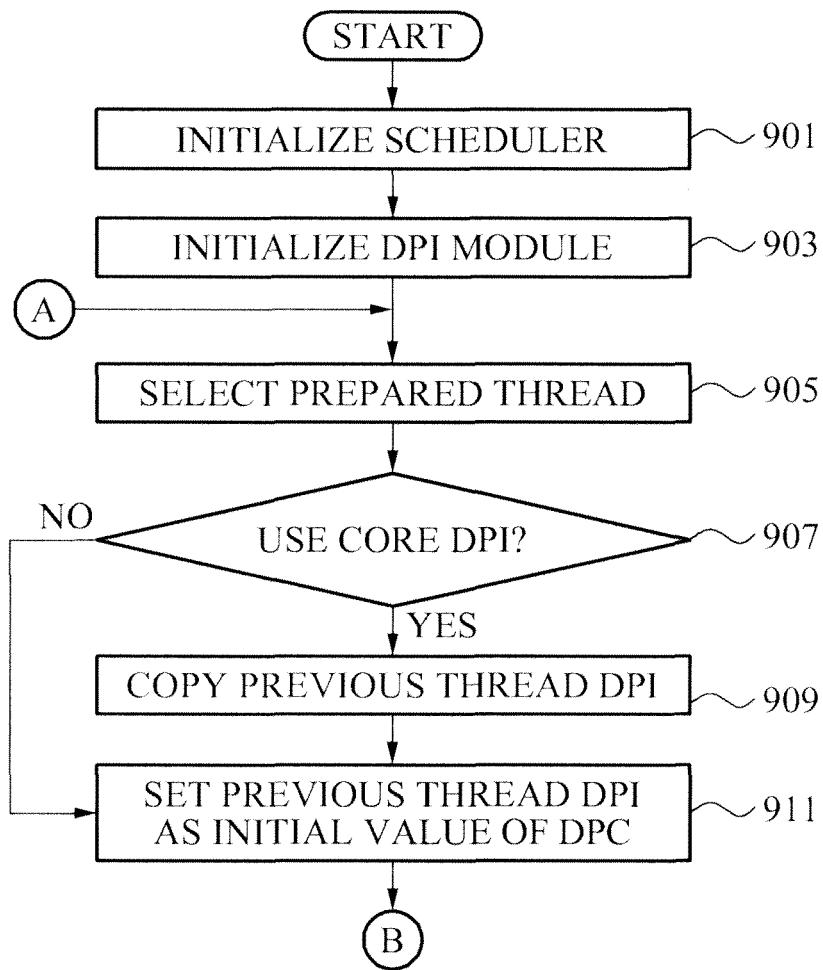 START
INITIALIZE SCHEDULER
901
INITIALIZE DPI MODULE
903
A
SELECT PREPARED THREAD
905
NO
USE CORE DPI?
907
YES
COPY PREVIOUS THREAD DPI
909
SET PREVIOUS THREAD DPI
AS INITIAL VALUE OF DPC
911
B